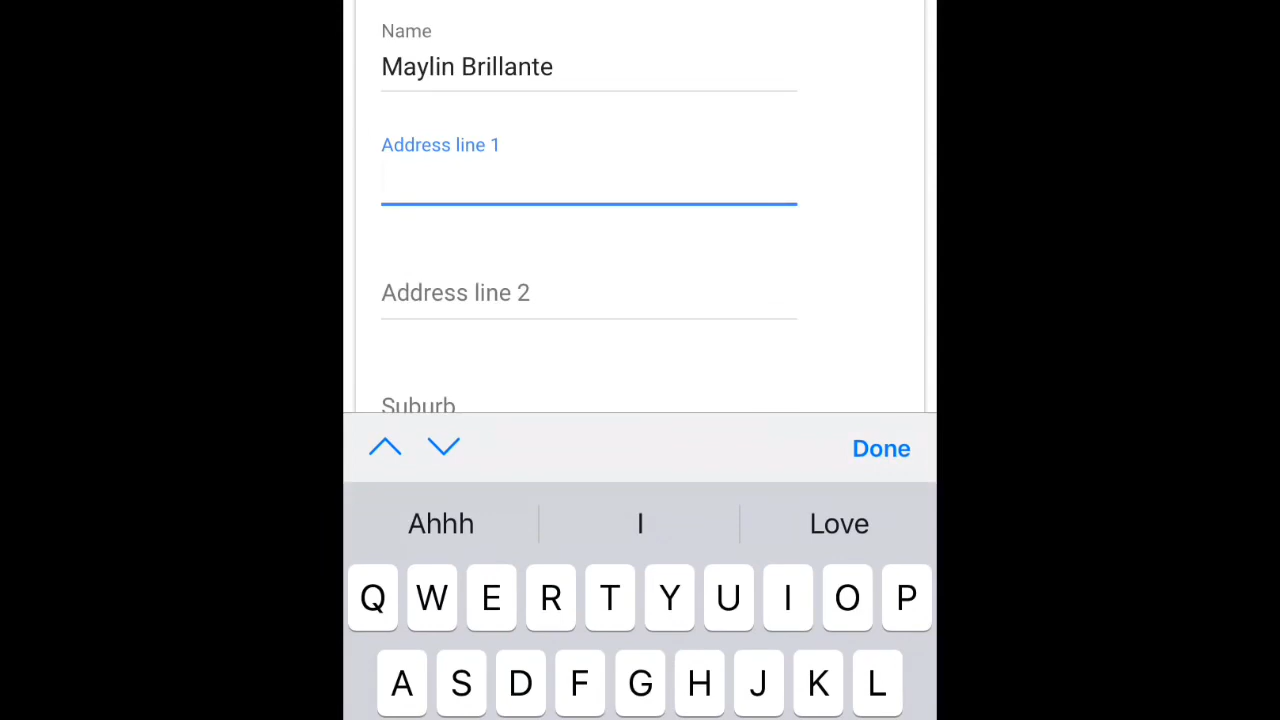 Name
Maylin Brillante
Address line 1
Address line 2
Suburb
Done
Ahhh I Love
Q W E R T Y U I O P
A S D F G H J K L